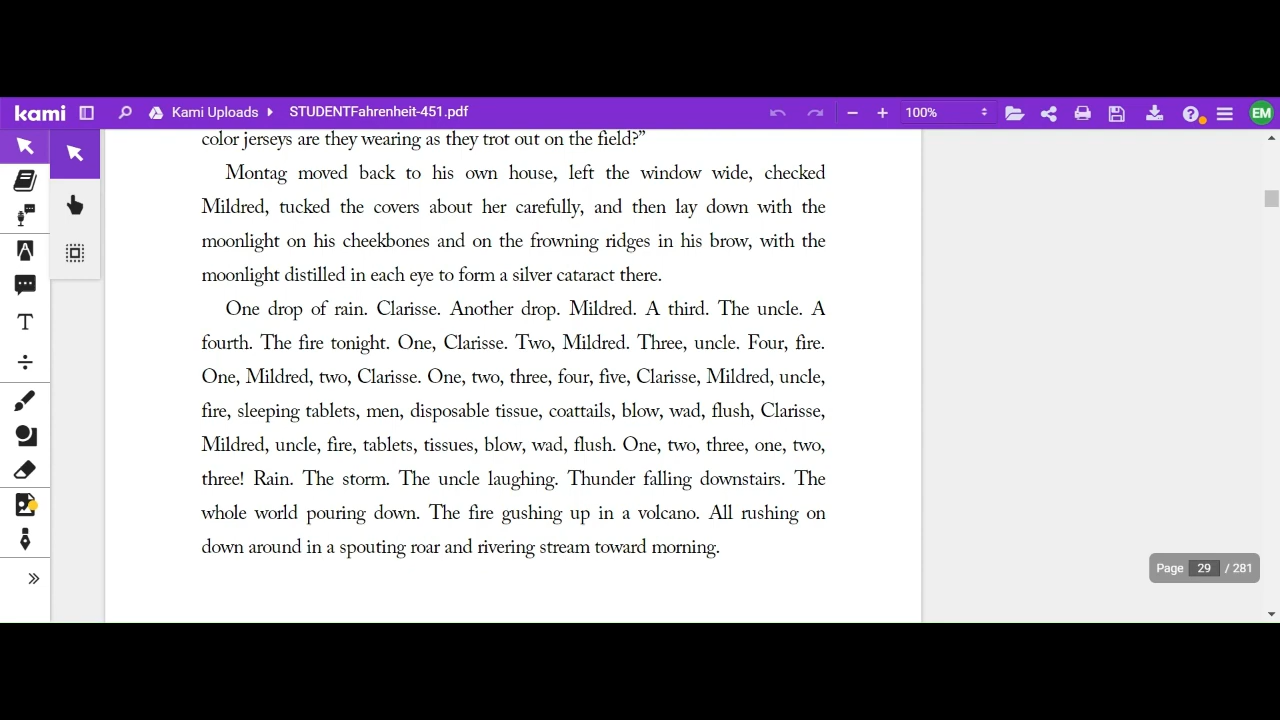 kami Kami Uploads STUDENTFahrenheit-451.pdf 100% EM
color jerseys are they wearing as they trot out on the field?”
Montag moved back to his own house, left the window wide, checked
Mildred, tucked the covers about her carefully, and then lay down with the
moonlight on his cheekbones and on the frowning ridges in his brow, with the
moonlight distilled in each eye to form a silver cataract there.
One drop of rain. Clarisse. Another drop. Mildred. A third. The uncle. A
fourth. The fire tonight. One, Clarisse. Two, Mildred. Three, uncle. Four, fire.
One, Mildred, two, Clarisse. One, two, three, four, five, Clarisse, Mildred, uncle,
fire, sleeping tablets, men, disposable tissue, coattails, blow, wad, flush, Clarisse,
Mildred, uncle, fire, tablets, tissues, blow, wad, flush. One, two, three, one, two,
three! Rain. The storm. The uncle laughing. Thunder falling downstairs. The
whole world pouring down. The fire gushing up in a volcano. All rushing on
down around in a spouting roar and rivering stream toward morning.
Page 29 / 281